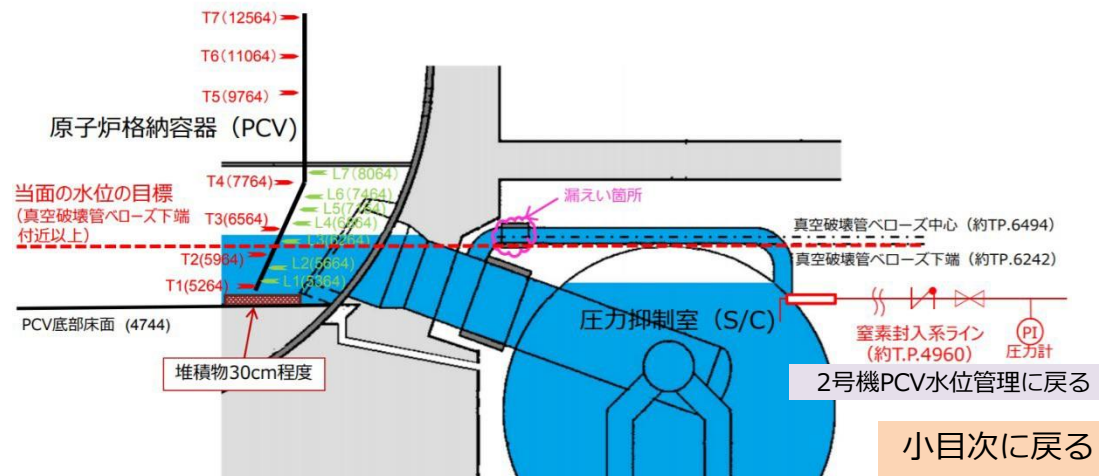 T7(12564)
T6(11064)
T5(9764)
原子炉格納容器（PCV）
当面の水位の目標
（真空破壊管ベローズ下端
付近以上）
T4(7764)
T3(6564)
T2(5964)
T1(5264)
L7(8064)
L6(7464)
L3(6264)
L2(5664)
L1(5364)
漏えい箇所
真空破壊管ベローズ中心（約TP.6494）
真空破壊管ベローズ下端（約TP.6242）
PCV底部床面 (4744)
堆積物30cm程度
圧力抑制室（S/C）
窒素封入系ライン
（約T.P.4960）
PI
圧力計
2号機PCV水位管理に戻る
小目次に戻る